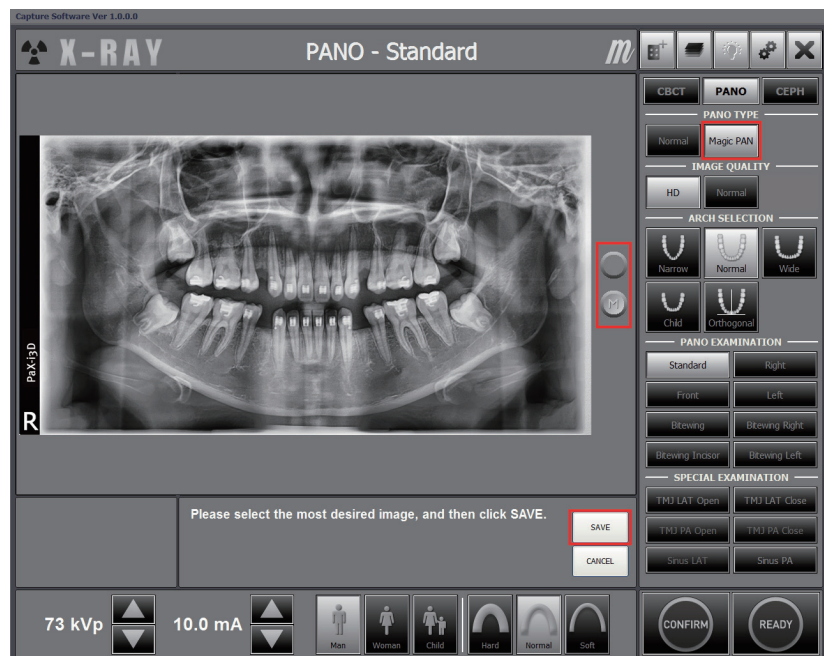 Capture Software Ver 1.0.0.0
X-RAY
PANO - Standard
m
CBCT PANO CEPH
PANO TYPE
Normal Magic PAN
IMAGE QUALITY
HD Normal
ARCH SELECTION
Narrow Normal Wide
Child Orthogonal
PANO EXAMINATION
Standard Right
Front Left
Bitewing Bitewing Right
Bitewing Incisor Bitewing Left
SPECIAL EXAMINATION
TMJ LAT Open TMJ LAT Close
TMJ PA Open TMJ PA Close
Sinus LAT Sinus PA
PaX-i3D
R
M
Please select the most desired image, and then click SAVE.
SAVE
CANCEL
73 kVp 10.0 mA
Man Woman Child Hard Normal Soft
CONFIRM READY